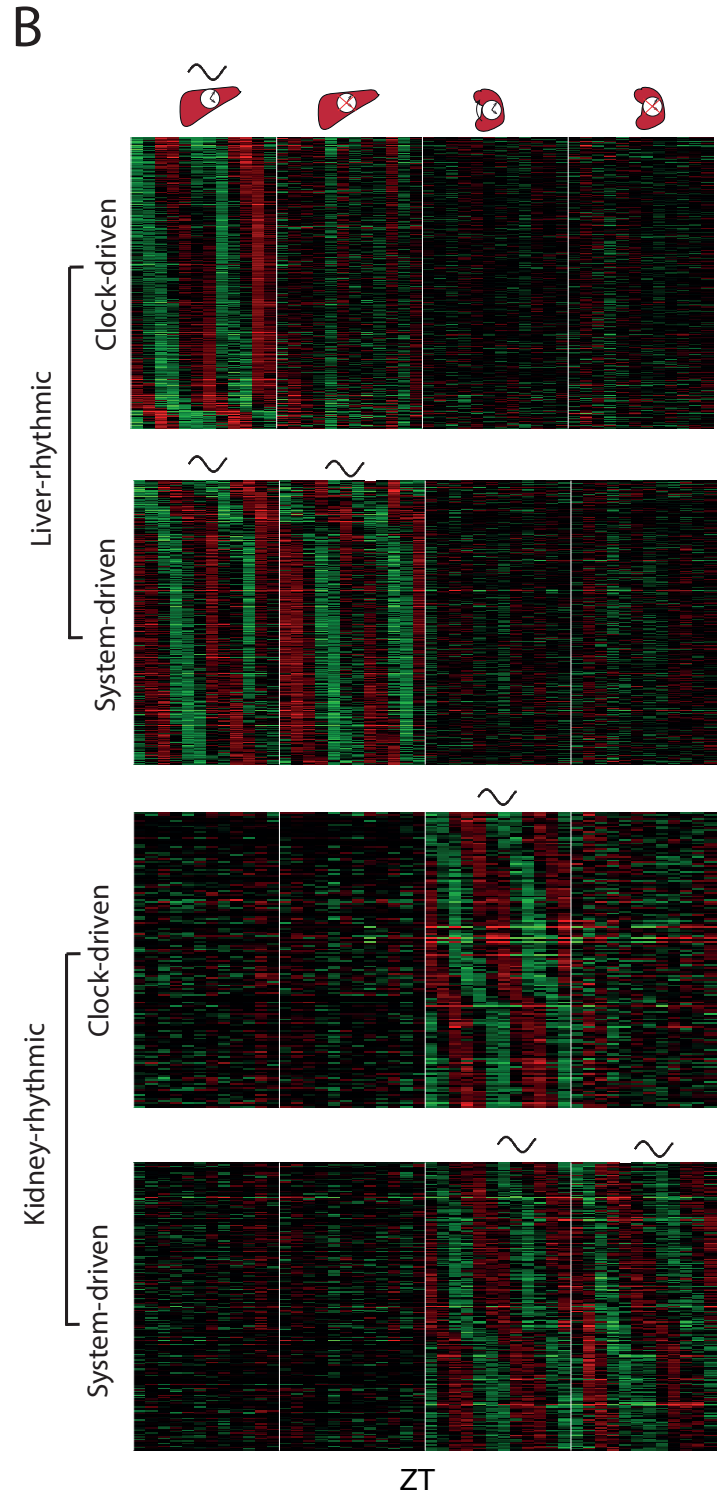 B
Liver-rhythmic
Clock-driven
System-driven
Kidney-rhythmic
Clock-driven
System-driven
ZT